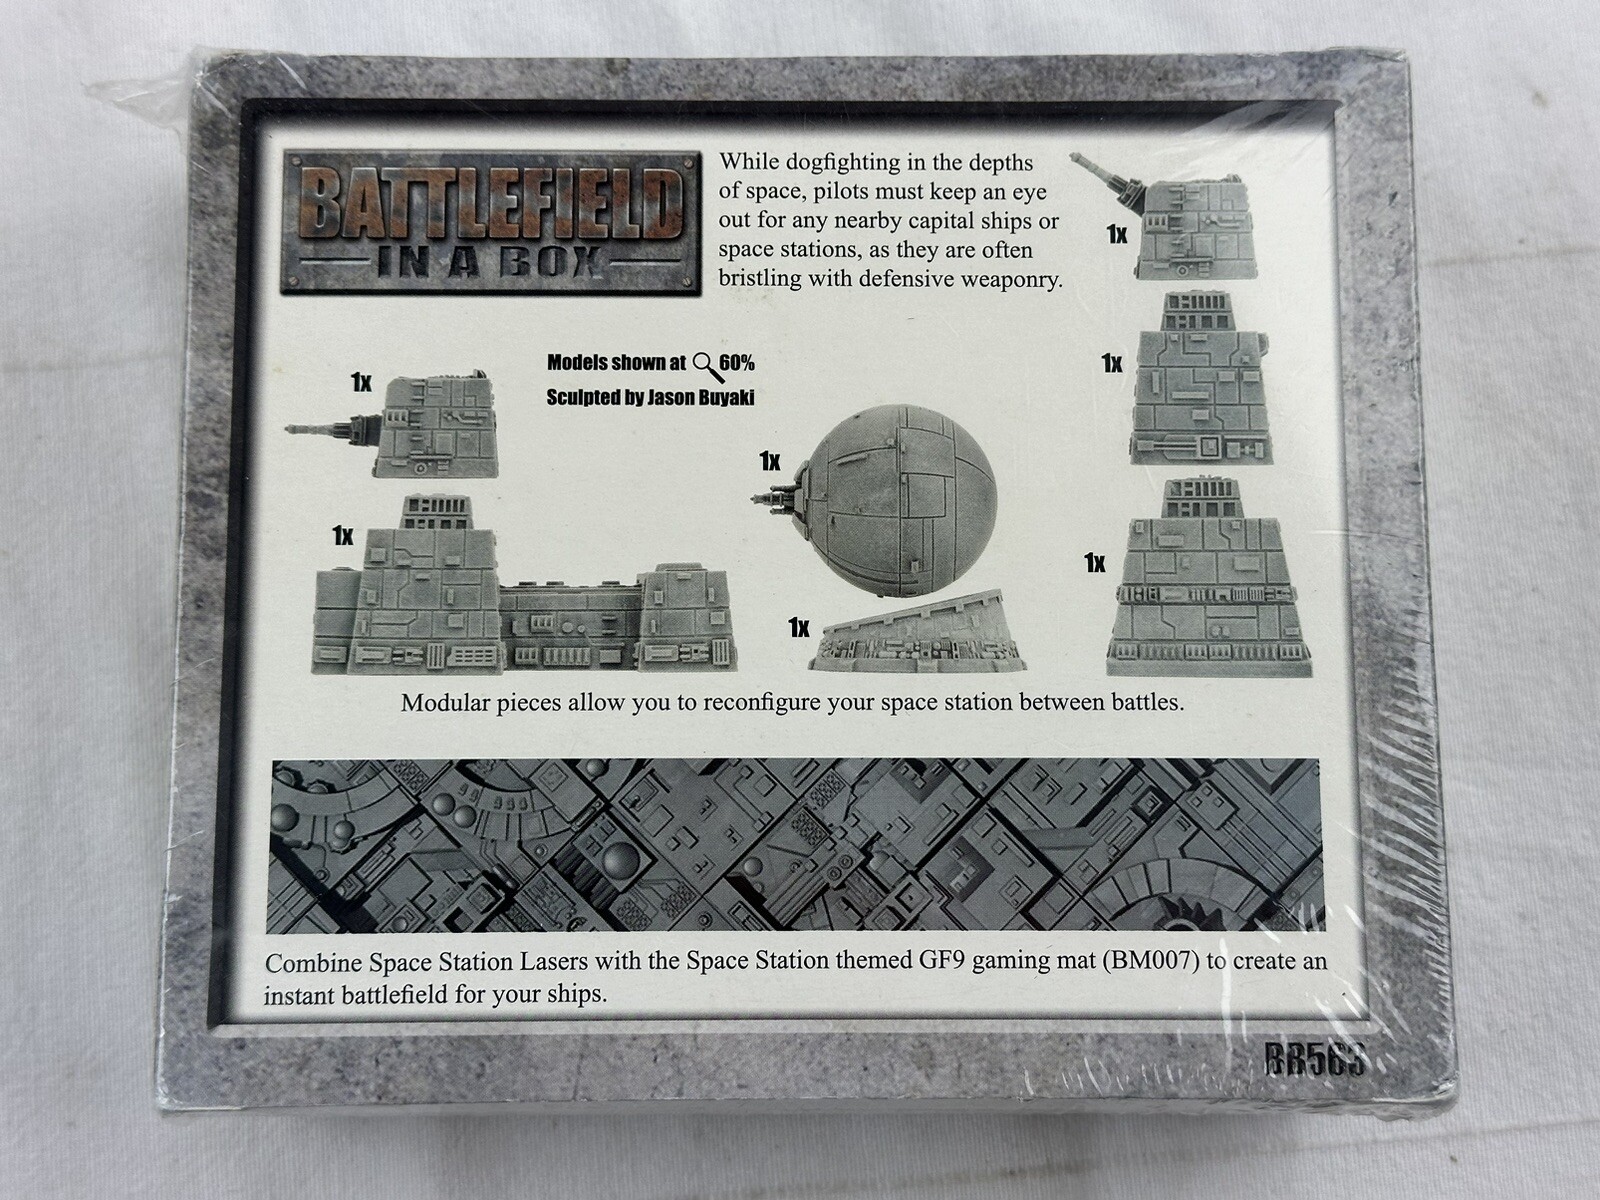 BATTLEFIELD
IN A BOX
While dogfighting in the depths
of space, pilots must keep an eye
out for any nearby capital ships or
space stations, as they are often
bristling with defensive weaponry.
1x
1x
1x
Models shown at 60%
Sculpted by Jason Buyaki
1x
1x
1x
1x
1x
Modular pieces allow you to reconfigure your space station between battles.
Combine Space Station Lasers with the Space Station themed GF9 gaming mat (BM007) to create an
instant battlefield for your ships.
BB563